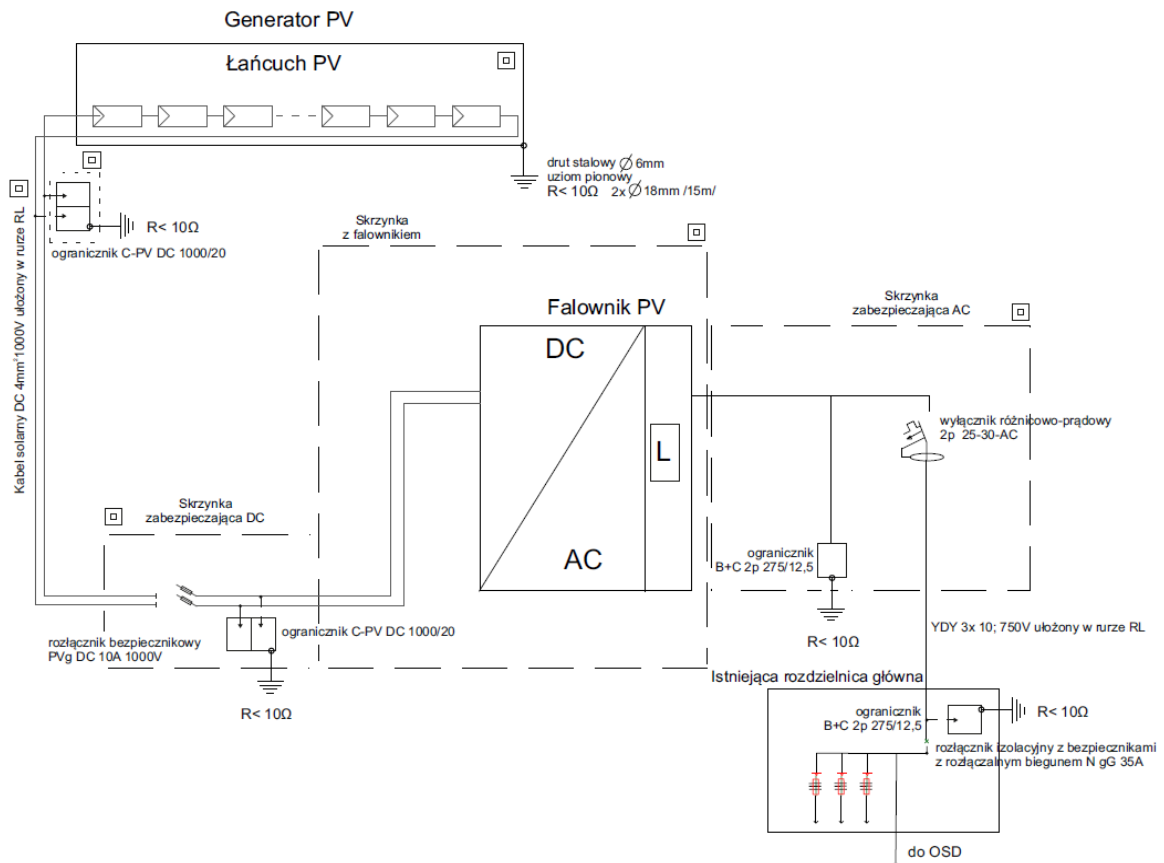 Generator PV
Łańcuch PV
drut stalowy Ø 6mm
uziom pionowy
R< 10Ω 2x Ø 18mm /15m/
R< 10Ω
ogranicznik C-PV DC 1000/20
Kabel solarny DC 4mm² 1000V ułożony w rurze RL
Skrzynka
z falownikiem
Falownik PV
DC
AC
L
Skrzynka
zabezpieczająca AC
wyłącznik różnicowo-prądowy
2p 25-30-AC
ogranicznik
B+C 2p 275/12,5
R< 10Ω
Skrzynka
zabezpieczająca DC
rozłącznik bezpiecznikowy
PVg DC 10A 1000V
ogranicznik C-PV DC 1000/20
R< 10Ω
YDY 3x 10; 750V ułożony w rurze RL
Istniejąca rozdzielnica główna
ogranicznik
B+C 2p 275/12,5
R< 10Ω
rozłącznik izolacyjny z bezpiecznikami
z rozłączalnym biegunem N gG 35A
do OSD